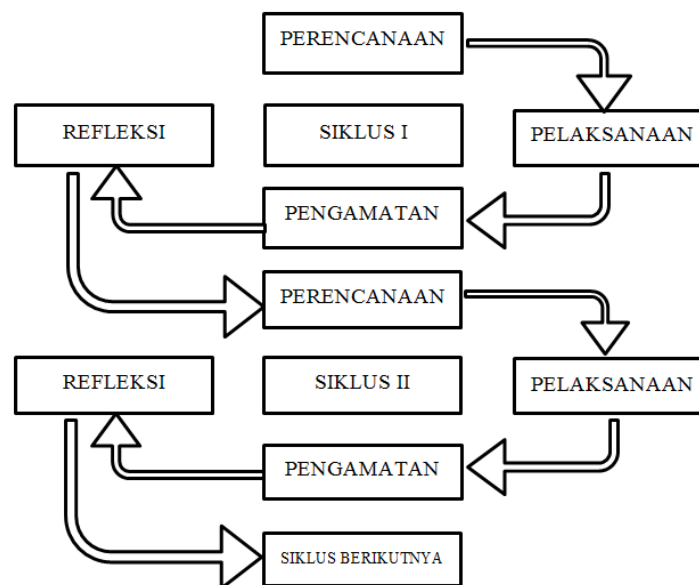 PERENCANAAN
REFLEKSI
SIKLUS I
PELAKSANAAN
PENGAMATAN
PERENCANAAN
REFLEKSI
SIKLUS II
PELAKSANAAN
PENGAMATAN
SIKLUS BERIKUTNYA